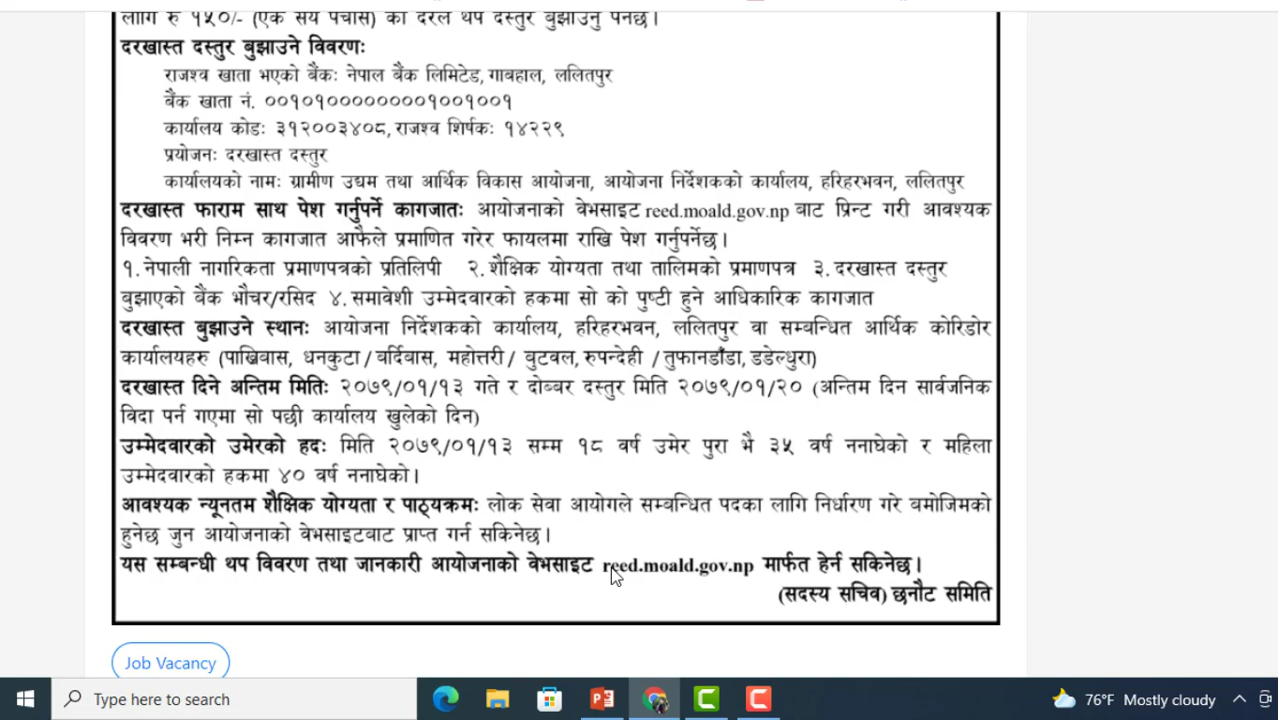 लागि रु १५०/- (एक सय पचास) का दरले थप दस्तुर बुझाउनु पर्नेछ।
दरखास्त दस्तुर बुझाउने विवरणः
राजश्व खाता भएको बैंकः नेपाल बैंक लिमिटेड, गाबहाल, ललितपुर
बैंक खाता नं. ००१०१००००००००१००१००१
कार्यालय कोडः ३१२००३४०८, राजश्व शिर्षकः १४२२९
प्रयोजनः दरखास्त दस्तुर
कार्यालयको नामः ग्रामीण उद्यम तथा आर्थिक विकास आयोजना, आयोजना निर्देशकको कार्यालय, हरिहरभवन, ललितपुर
दरखास्त फाराम साथ पेश गर्नुपर्ने कागजातः आयोजनाको वेभसाइट reed.moald.gov.np बाट प्रिन्ट गरी आवश्यक
विवरण भरी निम्न कागजात आफैले प्रमाणित गरेर फायलमा राखि पेश गर्नुपर्नेछ।
१. नेपाली नागरिकता प्रमाणपत्रको प्रतिलिपी २. शैक्षिक योग्यता तथा तालिमको प्रमाणपत्र ३. दरखास्त दस्तुर
बुझाएको बैंक भौचर/रसिद ४. समावेशी उम्मेदवारको हकमा सो को पुष्टी हुने आधिकारिक कागजात
दरखास्त बुझाउने स्थानः आयोजना निर्देशकको कार्यालय, हरिहरभवन, ललितपुर वा सम्बन्धित आर्थिक कोरिडोर
कार्यालयहरु (पाख्रिबास, धनकुटा/बर्दिबास, महोत्तरी/ बुटवल, रुपन्देही /तुफानडाँडा, डडेल्धुरा)
दरखास्त दिने अन्तिम मितिः २०७९/०१/१३ गते र दोब्बर दस्तुर मिति २०७९/०१/२० (अन्तिम दिन सार्वजनिक
विदा पर्न गएमा सो पछी कार्यालय खुलेको दिन)
उम्मेदवारको उमेरको हदः मिति २०७९/०१/१३ सम्म १८ वर्ष उमेर पुरा भै ३५ वर्ष ननाघेको र महिला
उम्मेदवारको हकमा ४० वर्ष ननाघेको।
आवश्यक न्यूनतम शैक्षिक योग्यता र पाठ्यक्रमः लोक सेवा आयोगले सम्बन्धित पदका लागि निर्धारण गरे बमोजिमको
हुनेछ जुन आयोजनाको वेभसाइटबाट प्राप्त गर्न सकिनेछ।
यस सम्बन्धी थप विवरण तथा जानकारी आयोजनाको वेभसाइट reed.moald.gov.np मार्फत हेर्न सकिनेछ।
(सदस्य सचिव) छनौट समिति
Job Vacancy
Type here to search
76°F Mostly cloudy